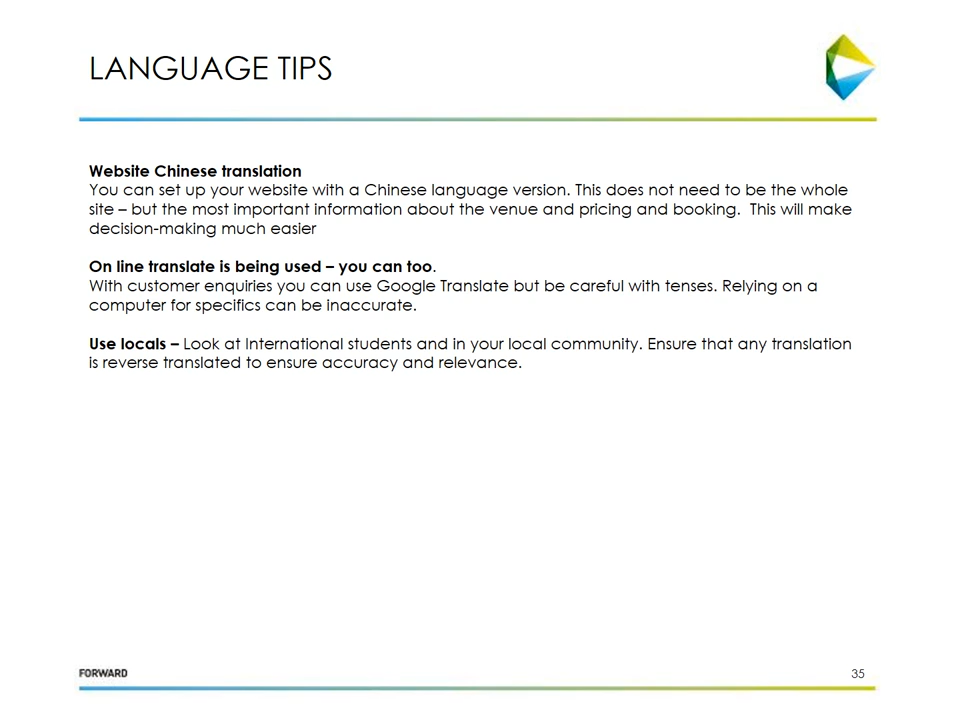 LANGUAGE TIPS
Website Chinese translation
You can set up your website with a Chinese language version. This does not need to be the whole
site – but the most important information about the venue and pricing and booking.  This will make
decision-making much easier
On line translate is being used – you can too.
With customer enquiries you can use Google Translate but be careful with tenses. Relying on a
computer for specifics can be inaccurate.
Use locals – Look at International students and in your local community. Ensure that any translation
is reverse translated to ensure accuracy and relevance.
FORWARD
35